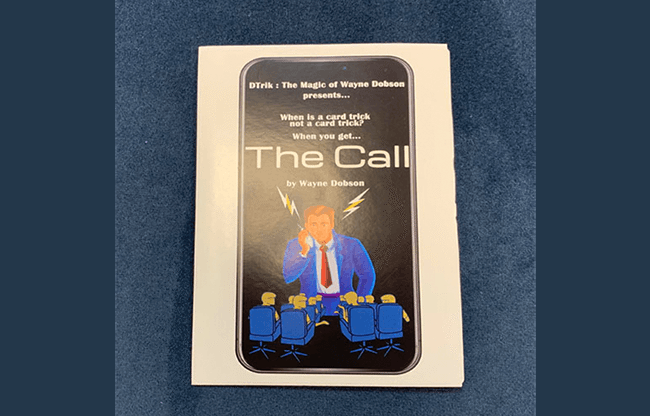 DTrik : The Magic of Wayne Dobson
presents...
When is a card trick
not a card trick?
When you get...
The Call
by Wayne Dobson